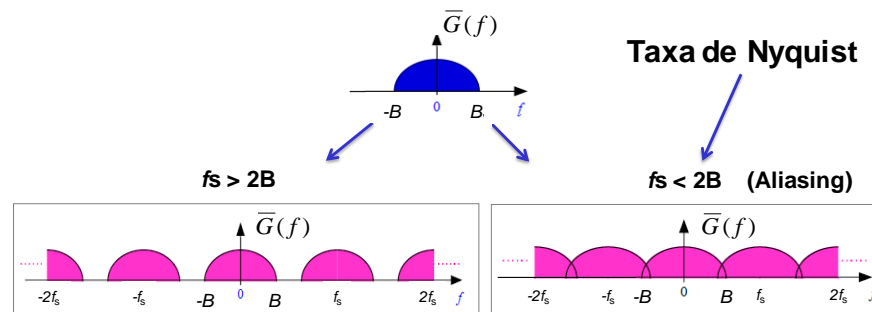 G̅(f)
Taxa de Nyquist
-B 0 B f
fs > 2B
fs < 2B (Aliasing)
G̅(f)
-2fs -fs -B 0 B fs 2fs f
G̅(f)
-2fs -fs -B 0 B fs 2fs f